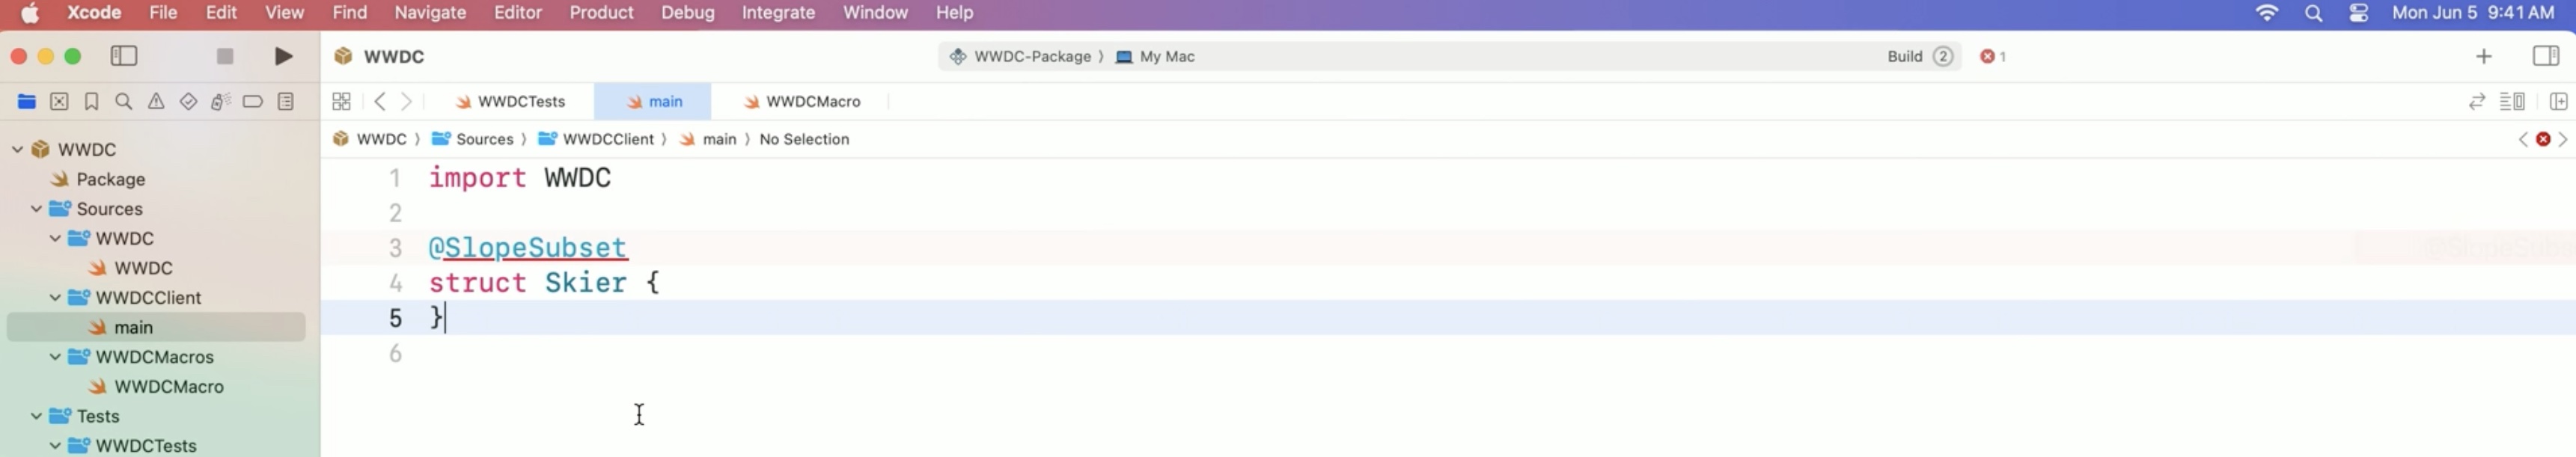 Xcode File Edit View Find Navigate Editor Product Debug Integrate Window Help Mon Jun 5 9:41 AM
WWDC WWDC-Package 〉 My Mac Build 2 1
WWDCTests main WWDCMacro
WWDC 〉 Sources 〉 WWDCClient 〉 main 〉 No Selection
WWDC
Package
Sources
WWDC
WWDC
WWDCClient
main
WWDCMacros
WWDCMacro
Tests
WWDCTests
1 import WWDC
2
3 @SlopeSubset
4 struct Skier {
5 }
6